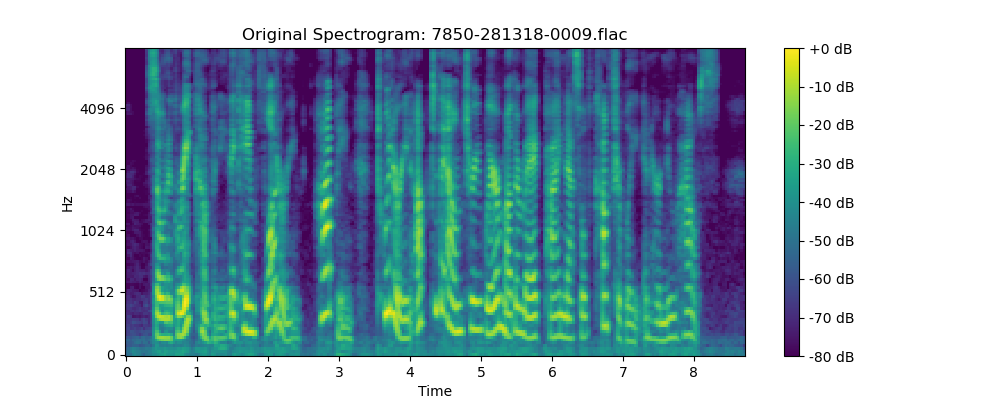 Original Spectrogram: 7850-281318-0009.flac
+0 dB
-10 dB
-20 dB
-30 dB
-40 dB
-50 dB
-60 dB
-70 dB
-80 dB
4096
2048
1024
512
0
Hz
0 1 2 3 4 5 6 7 8
Time